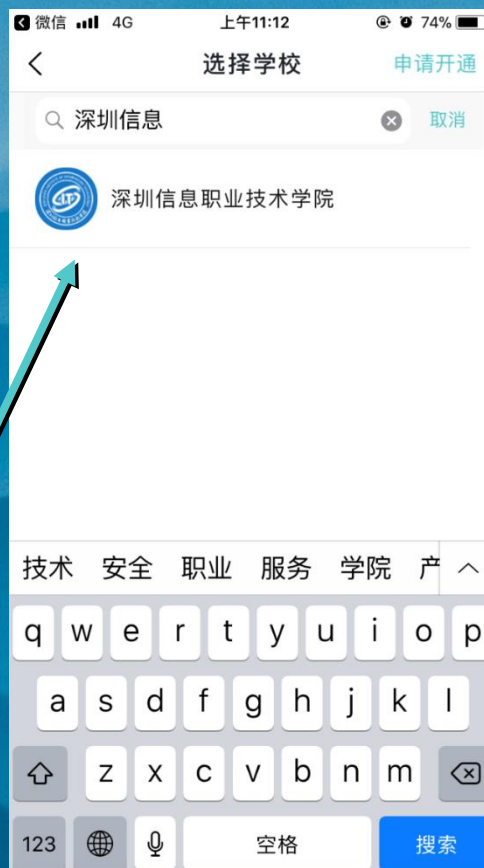 微信 4G 上午11:12 74%
选择学校 申请开通
深圳信息 取消
深圳信息职业技术学院
技术 安全 职业 服务 学院 产
q w e r t y u i o p
a s d f g h j k l
z x c v b n m
123 空格 搜索